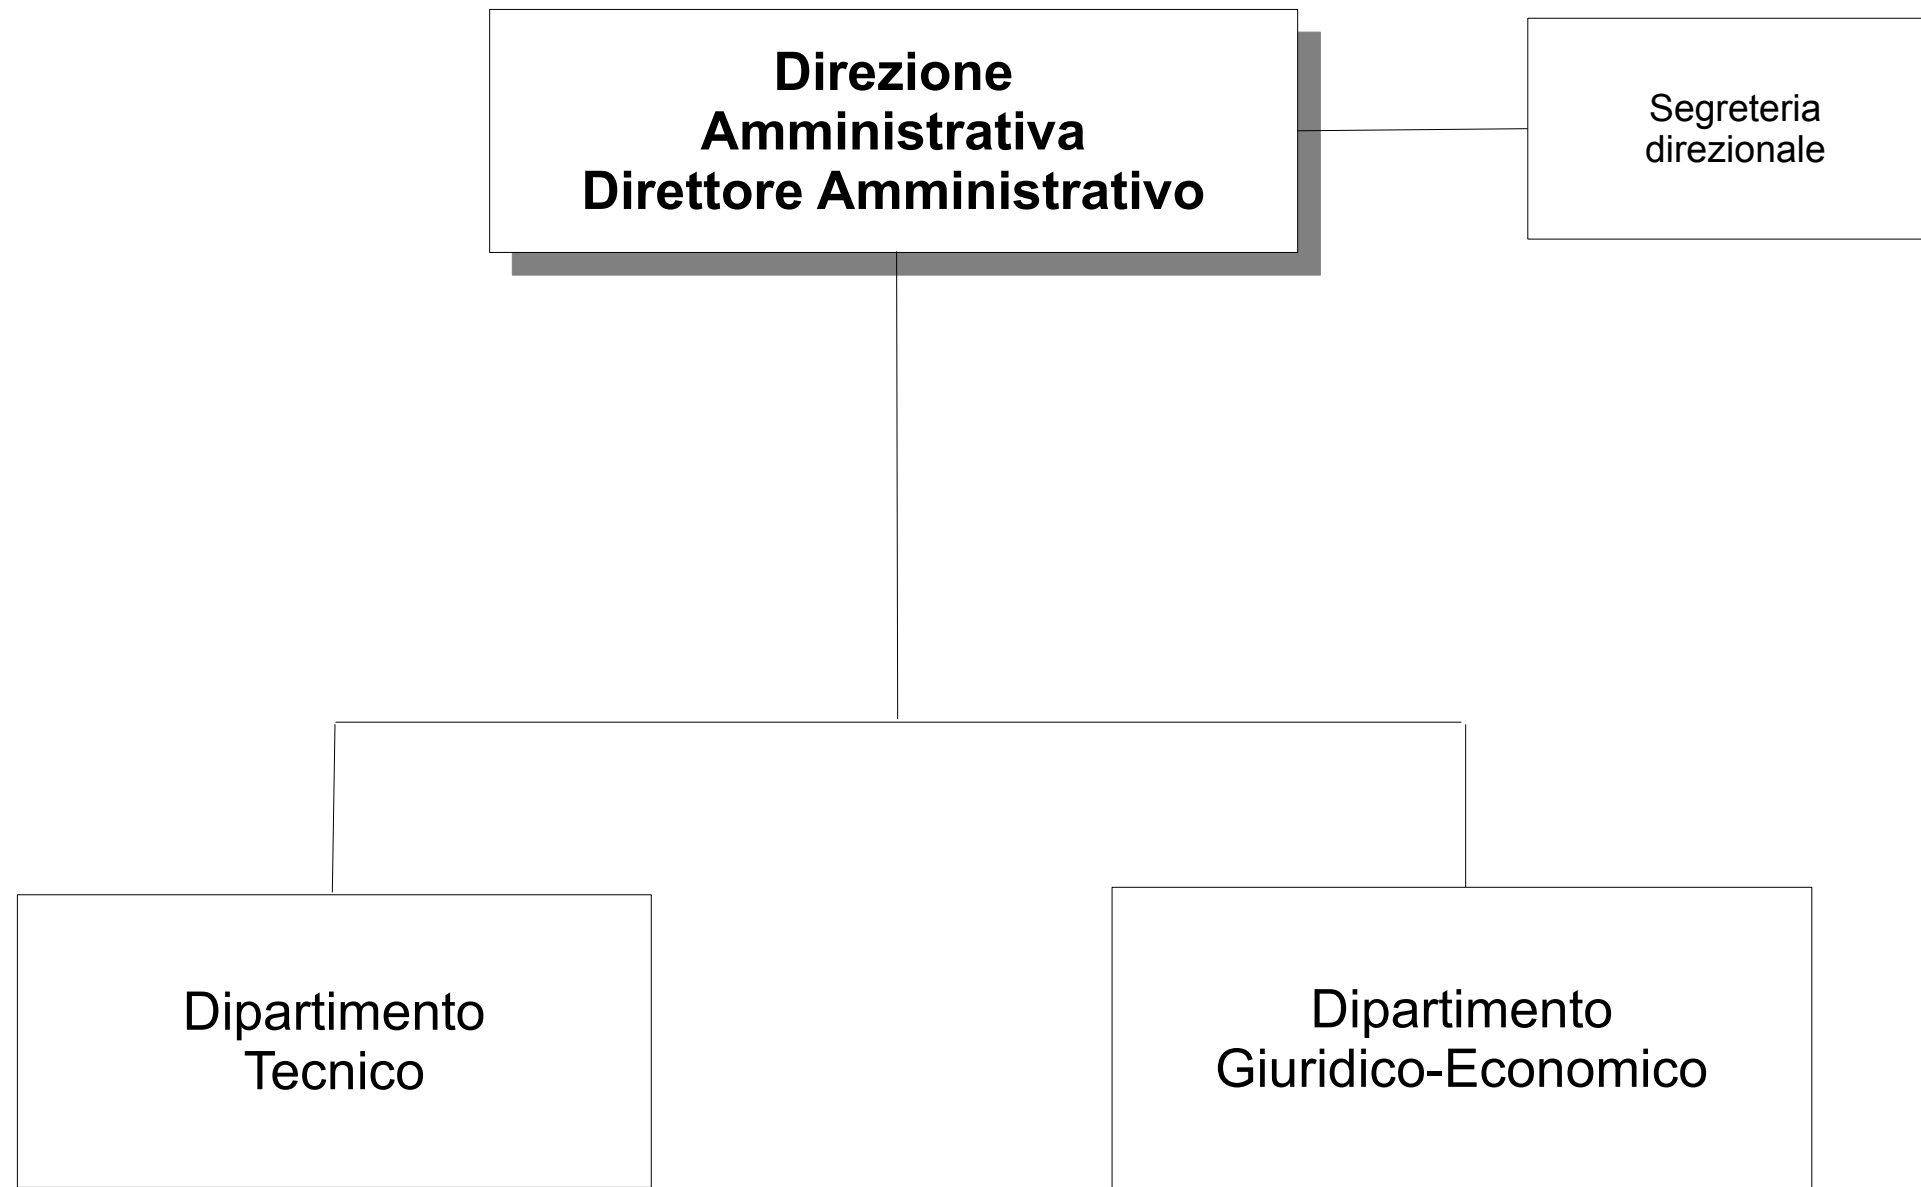 Direzione
Amministrativa
Direttore Amministrativo
Segreteria
direzionale
Dipartimento
Tecnico
Dipartimento
Giuridico-Economico